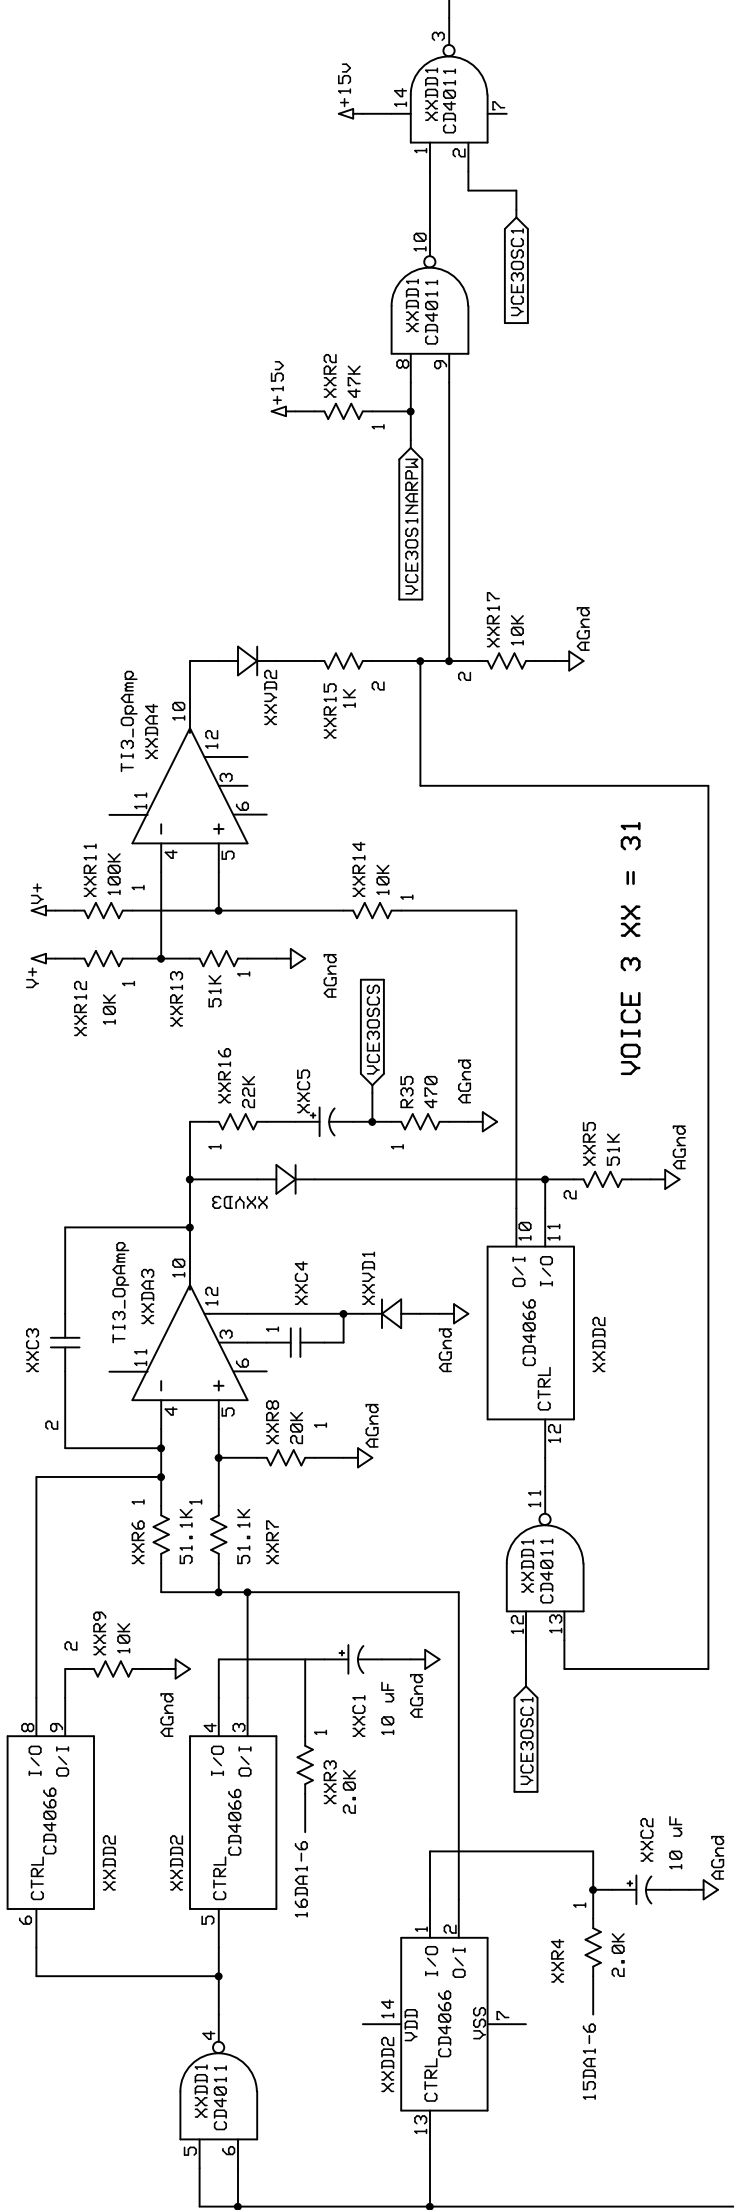 XXDD1
CD4011
5
6
4
6
CTRL
CD4066
I/O
O/I
8
9
XXDD2
XXR9
10K
2
AGnd
5
CTRL
CD4066
I/O
O/I
4
3
XXDD2
16DA1-6
XXR3
2.0K
1
XXC1
10 uF
AGnd
XXDD2
14
VDD
13
CTRL
CD4066
I/O
O/I
1
2
VSS
7
15DA1-6
XXR4
2.0K
1
XXC2
10 uF
AGnd
XXR6
1
51.1K
1
51.1K
XXR7
XXR8
20K
1
AGnd
XXC3
2
TI3_OpAmp
XXDA3
11
4
5
-
+
10
12
3
6
1
XXC4
XXVD1
AGnd
XXVD3
XXR16
22K
1
XXC5
VCE3OSCS
R35
470
1
AGnd
VCE3OSC1
12
13
XXDD1
CD4011
11
12
CTRL
CD4066
O/I
I/O
10
11
XXDD2
2
XXR5
51K
AGnd
V+
XXR12
10K
1
XXR13
51K
1
AGnd
V+
XXR11
100K
1
XXR14
10K
1
TI3_OpAmp
XXDA4
11
4
5
-
+
10
12
3
6
XXVD2
XXR15
1K
2
2
XXR17
10K
AGnd
VCE3OS1NARPW
+15v
XXR2
47K
1
8
9
XXDD1
CD4011
10
VCE3OSC1
+15v
1
2
14
XXDD1
CD4011
7
3
VOICE 3 XX = 31